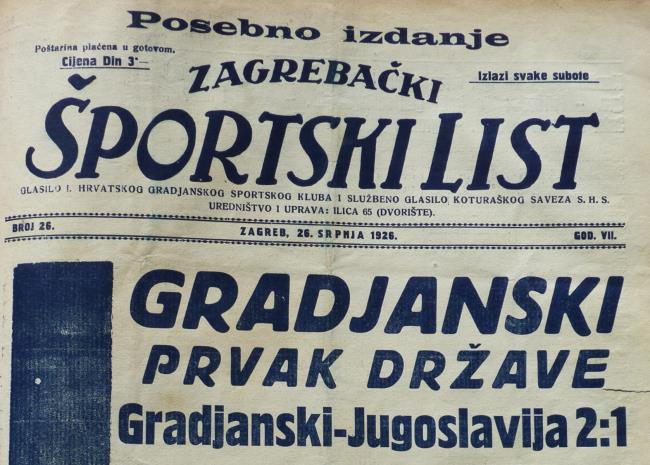 Posebno izdanje
Poštarina plaćena u gotovom.
Cijena Din 3·—
Izlazi svake subote
ZAGREBAČKI
ŠPORTSKI LIST
GLASILO I. HRVATSKOG GRADJANSKOG SPORTSKOG KLUBA I SLUŽBENO GLASILO KOTURAŠKOG SAVEZA S. H. S.
UREDNIŠTVO I UPRAVA: ILICA 65 (DVORIŠTE).
BROJ 26.
ZAGREB, 26. SRPNJA 1926.
GOD. VII.
GRADJANSKI
PRVAK DRŽAVE
Gradjanski-Jugoslavija 2:1